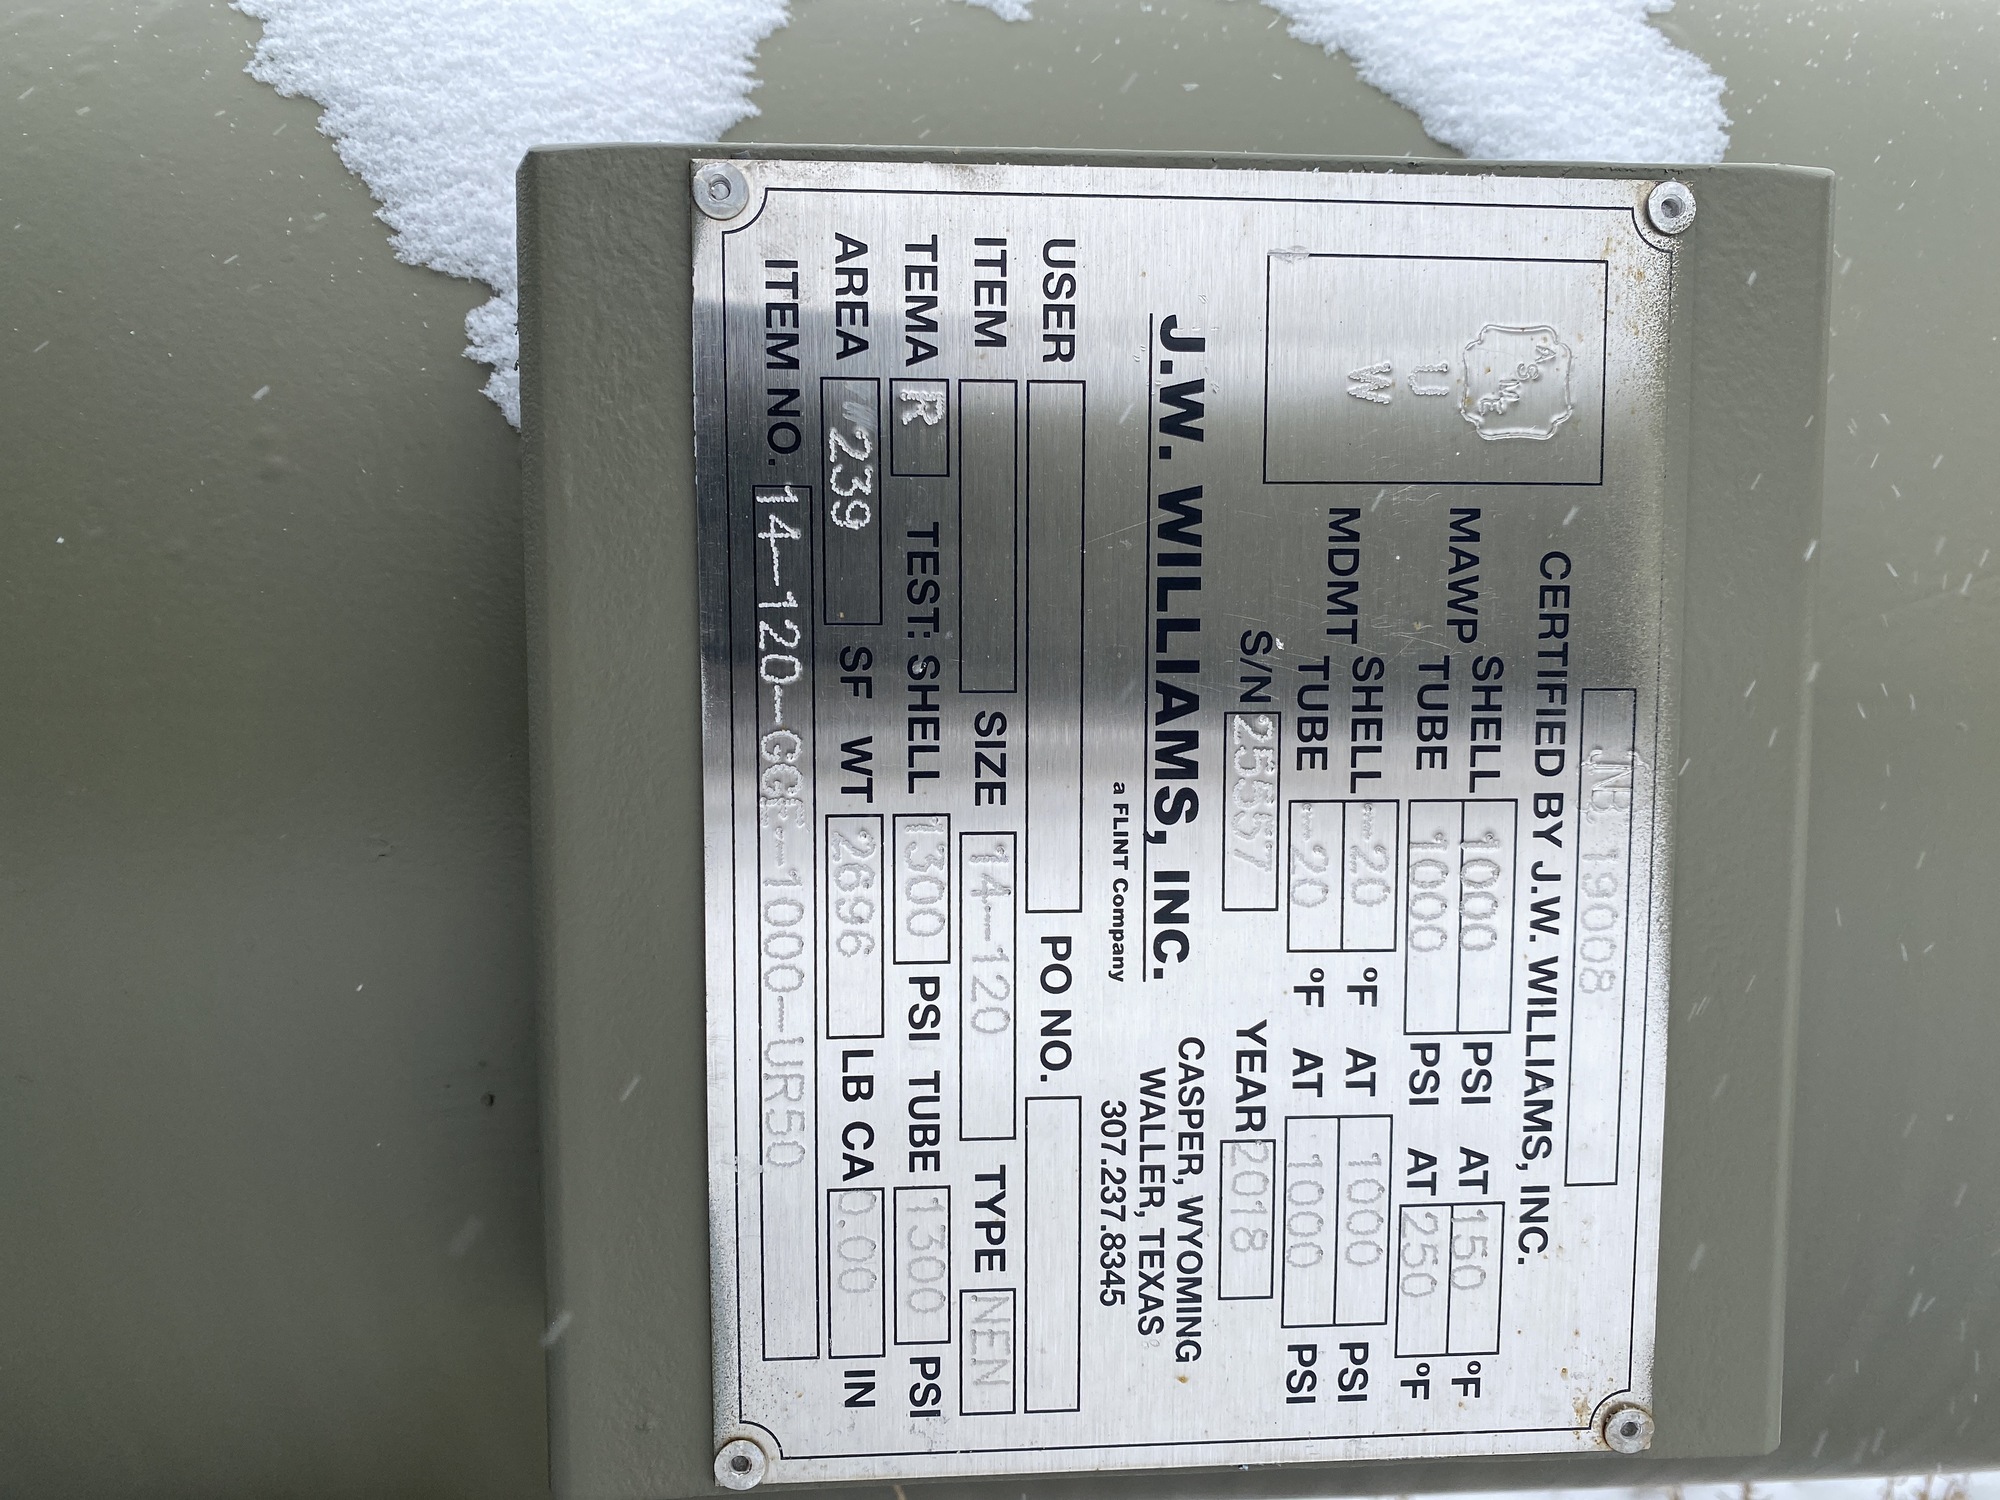 JNB 19008
CERTIFIED BY J.W. WILLIAMS, INC.
ASME
U
W
MAWP SHELL 1000 PSI AT 150 °F
TUBE 1000 PSI AT 250 °F
MDMT SHELL -20 °F AT 1000 PSI
TUBE -20 °F AT 1000 PSI
S/N 25557 YEAR 2018
J.W. WILLIAMS, INC.
a FLINT Company
CASPER, WYOMING
WALLER, TEXAS
307.237.8345
USER PO NO.
ITEM SIZE 14-120 TYPE NEN
TEMA R TEST: SHELL 1300 PSI TUBE 1300 PSI
AREA 239 SF WT 2696 LB CA 0.00 IN
ITEM NO. 14-120-GGE-1000-UR50